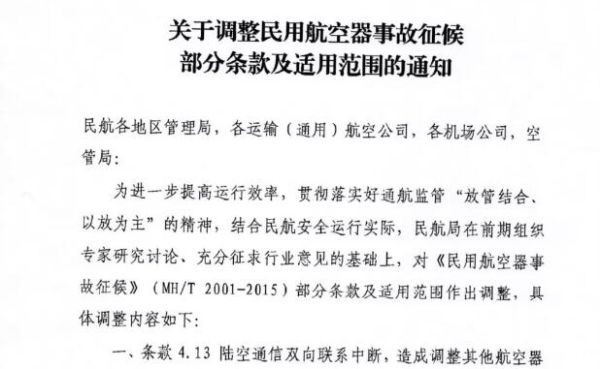 关于调整民用航空器事故征候
部分条款及适用范围的通知
民航各地区管理局，各运输（通用）航空公司，各机场公司，空
管局：
为进一步提高运行效率，贯彻落实好通航监管“放管结合、
以放为主”的精神，结合民航安全运行实际，民航局在前期组织
专家研究讨论、充分征求行业意见的基础上，对《民用航空器事
故征候》（MH/T 2001-2015）部分条款及适用范围作出调整，具
体调整内容如下：
一、条款 4.13 陆空通信双向联系中断，造成调整其他航空器